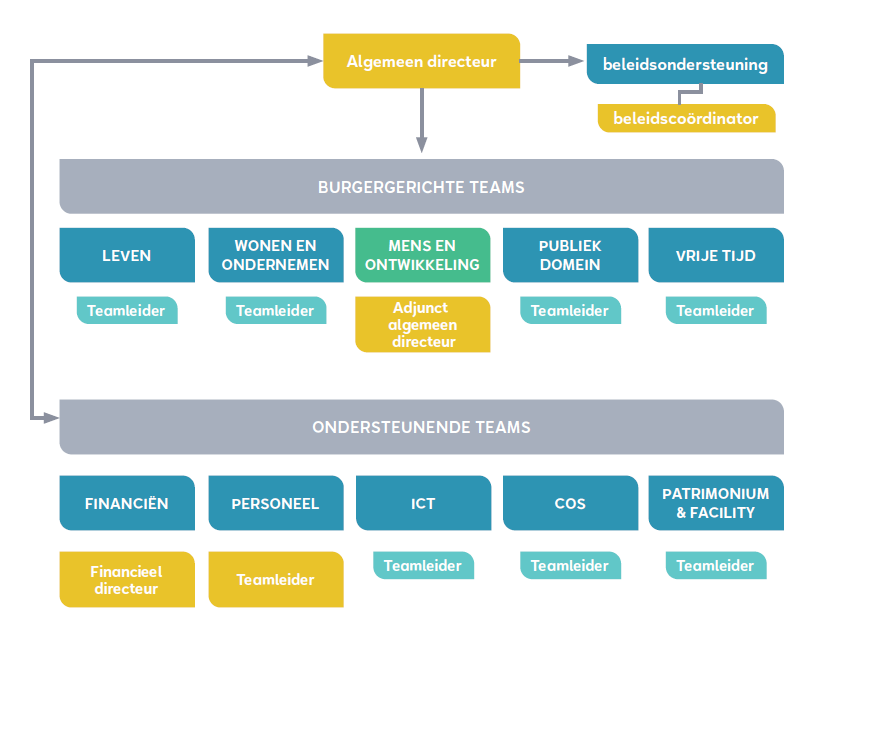 Algemeen directeur
beleidsondersteuning
beleidscoördinator
BURGERGERICHTE TEAMS
LEVEN
WONEN EN
ONDERNEMEN
MENS EN
ONTWIKKELING
PUBLIEK
DOMEIN
VRIJE TIJD
Teamleider
Teamleider
Adjunct
algemeen
directeur
Teamleider
Teamleider
ONDERSTEUNENDE TEAMS
FINANCIËN
PERSONEEL
ICT
COS
PATRIMONIUM
& FACILITY
Financieel
directeur
Teamleider
Teamleider
Teamleider
Teamleider